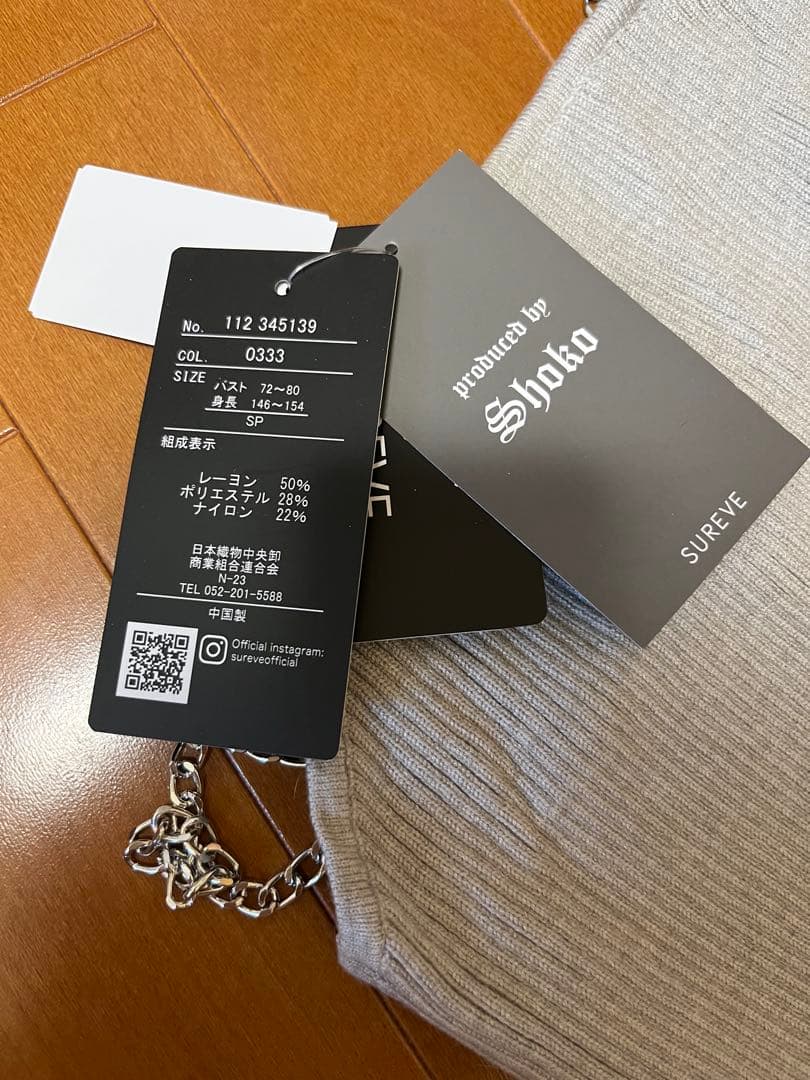 No. 112 345139
COL. 0333
SIZE
バスト 72～80
身長 146～154
SP
組成表示
レーヨン 50%
ポリエステル 28%
ナイロン 22%
日本織物中央卸
商業組合連合会
N-23
TEL 052-201-5588
中国製
Official instagram:
sureveofficial
EVE
produced by
Shoko
SUREVE